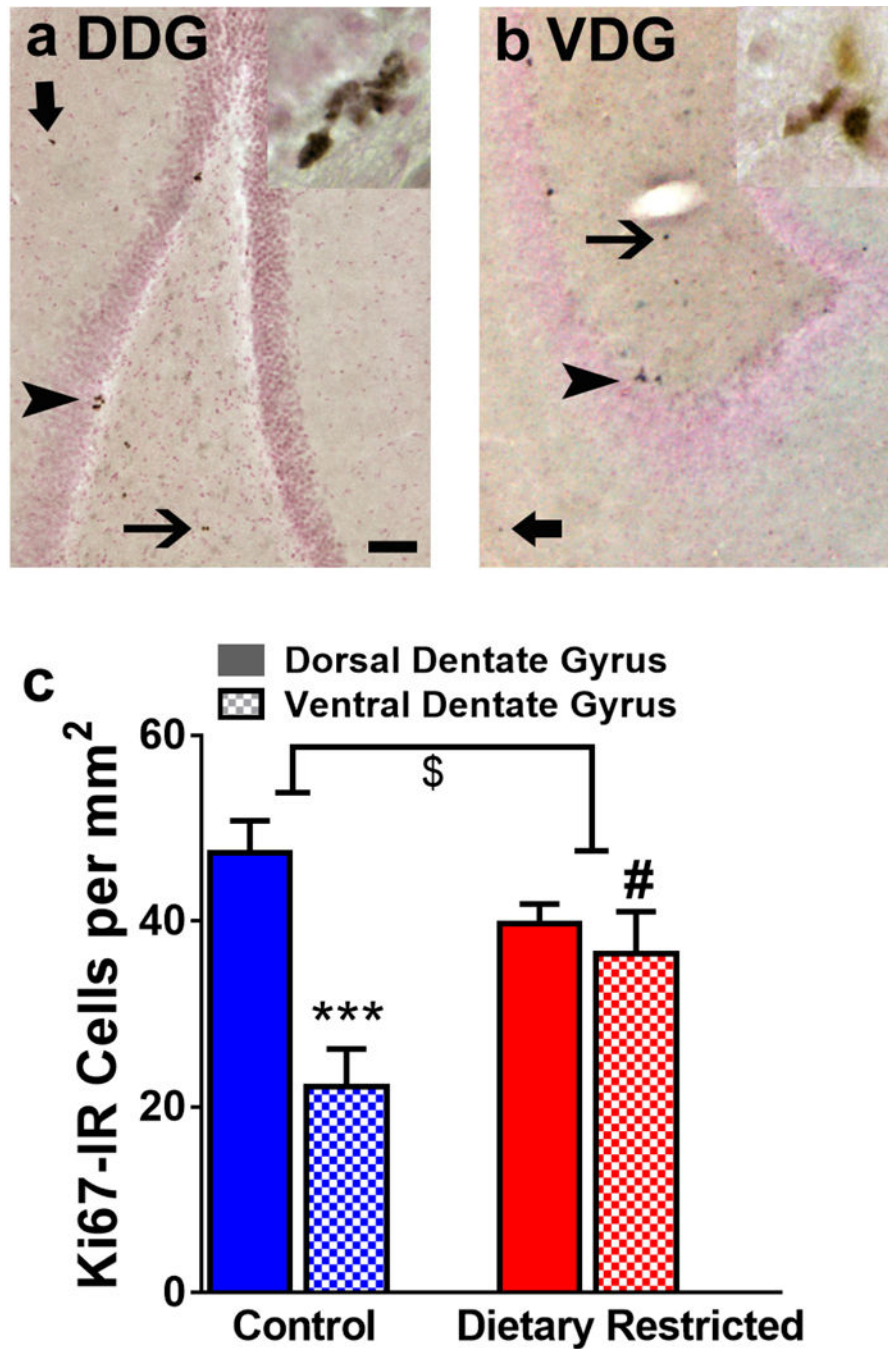 a DDG
b VDG
c
Dorsal Dentate Gyrus
Ventral Dentate Gyrus
Ki67-IR Cells per mm²
60
40
20
0
$
***
#
Control
Dietary Restricted